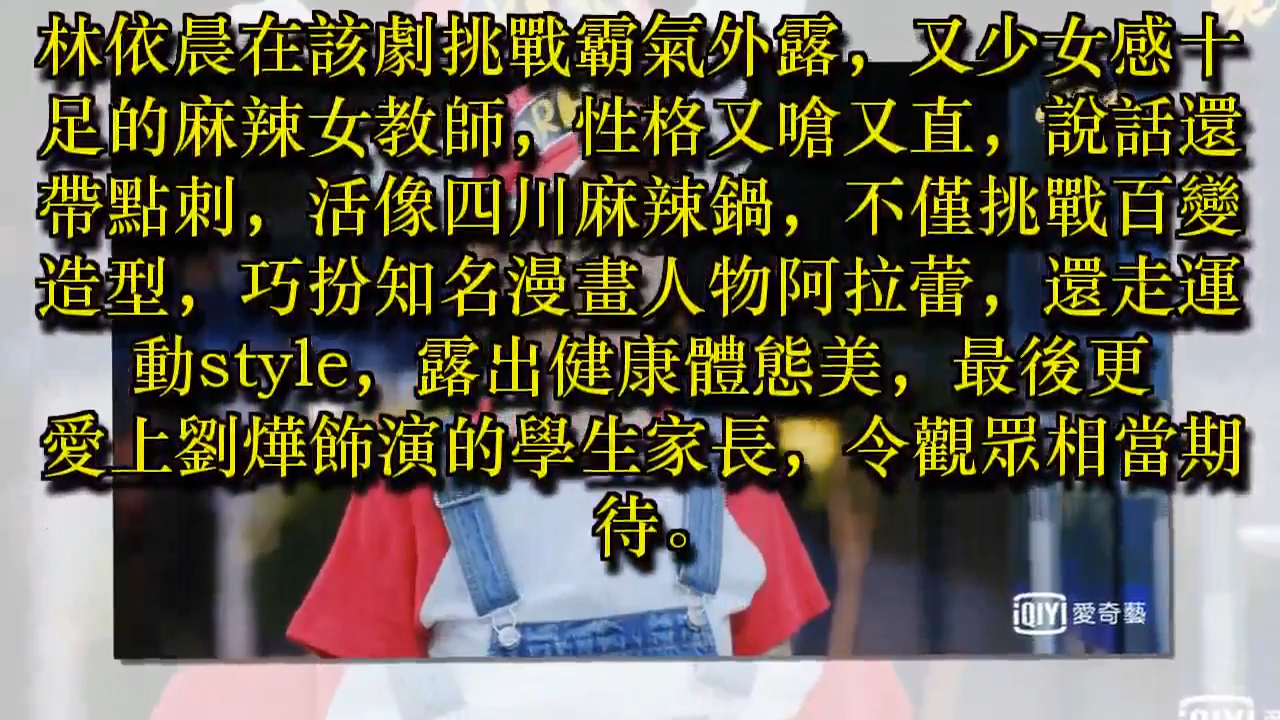 林依晨在該劇挑戰霸氣外露，又少女感十
足的麻辣女教師，性格又嗆又直，說話還
帶點刺，活像四川麻辣鍋，不僅挑戰百變
造型，巧扮知名漫畫人物阿拉蕾，還走運
動style，露出健康體態美，最後更
愛上劉燁飾演的學生家長，令觀眾相當期
待。
iQIYI 愛奇藝